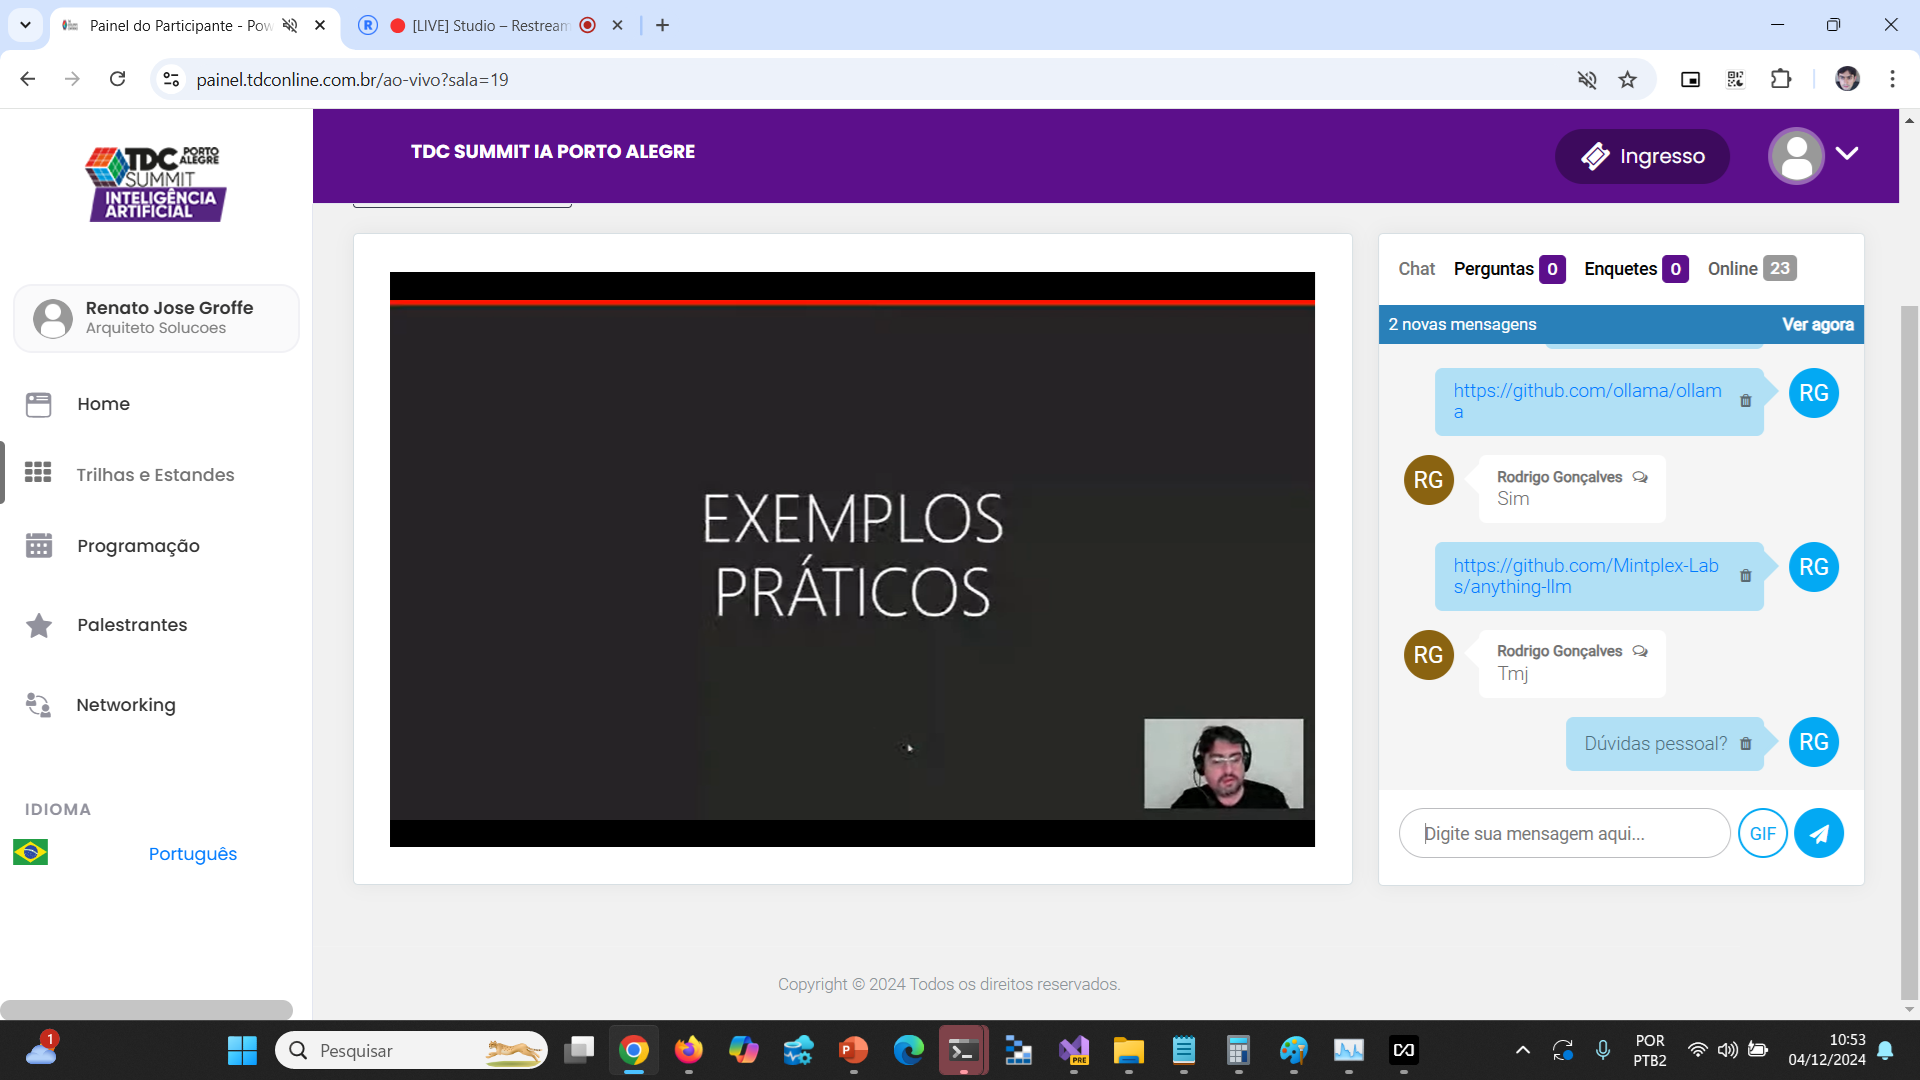 Painel do Participante - Pow
[LIVE] Studio – Restream
painel.tdconline.com.br/ao-vivo?sala=19
TDC PORTO ALEGRE
SUMMIT
INTELIGÊNCIA
ARTIFICIAL
TDC SUMMIT IA PORTO ALEGRE
Ingresso
Renato Jose Groffe
Arquiteto Solucoes
Home
Trilhas e Estandes
Programação
Palestrantes
Networking
IDIOMA
Português
EXEMPLOS
PRÁTICOS
Chat Perguntas 0 Enquetes 0 Online 23
2 novas mensagens Ver agora
https://github.com/ollama/ollam
a
RG
RG
Rodrigo Gonçalves
Sim
https://github.com/Mintplex-Lab
s/anything-llm
RG
RG
Rodrigo Gonçalves
Tmj
Dúvidas pessoal?
RG
Digite sua mensagem aqui...
GIF
Copyright © 2024 Todos os direitos reservados.
1
Pesquisar
PRE
POR
PTB2
10:53
04/12/2024